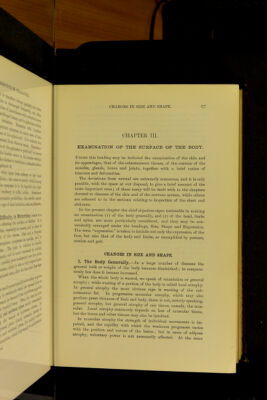 CHANGES IN SIZE AND SHAPE. 67
CHAPTER III.
EXAMINATION OF THE SURFACE OF THE BODY.
Under this heading may be included the examination of the skin and
its appendages, that of the subcutaneous tissues, of the contour of the
muscles, glands, bones and joints, together with a brief notice of
tumours and deformities.
The deviations from normal are extremely numerous, and it is only
possible, with the space at our disposal, to give a brief account of the
more important ones; of these many will be dealt with in the chapters
devoted to diseases of the skin and of the nervous system, while others
are referred to in the sections relating to inspection of the chest and
abdomen.
In the present chapter the chief objective signs noticeable in making
an examination (1) of the body generally, and (2) of the head, limbs
and spine, are more particularly considered, and they may be con-
veniently arranged under the headings, Size, Shape and Expression.
The term "expression" is taken to include not only the expression of the
face, but also that of the body and limbs, as exemplified by posture,
motion and gait.
CHANGES IN SIZE AND SHAPE
I. The Body Generally.—In a large number of diseases the
general bulk or weight of the body becomes diminished; in compara-
tively few does it become increased.
When the whole body is wasted, we speak of emaciation or general
atrophy; while wasting of a portion of the body is called local atrophy.
In general atrophy the most obvious sign is wasting of the sub-
cutaneous fat. In progressive muscular atrophy, which may also
produce great thinness of limb and body, there is not, strictly speaking,
general atrophy, but general atrophy of one tissue, namely, the mus-
cular. Local atrophy commonly depends on loss of muscular tissue,
but the bones and other tissues may also be involved.
In muscular atrophy the strength of individual movements is im-
paired, and the rapidity with which the weakness progresses varies
with the position and nature of the lesion; but in cases of adipose
atrophy, voluntary power is not necessarily affected. At the same